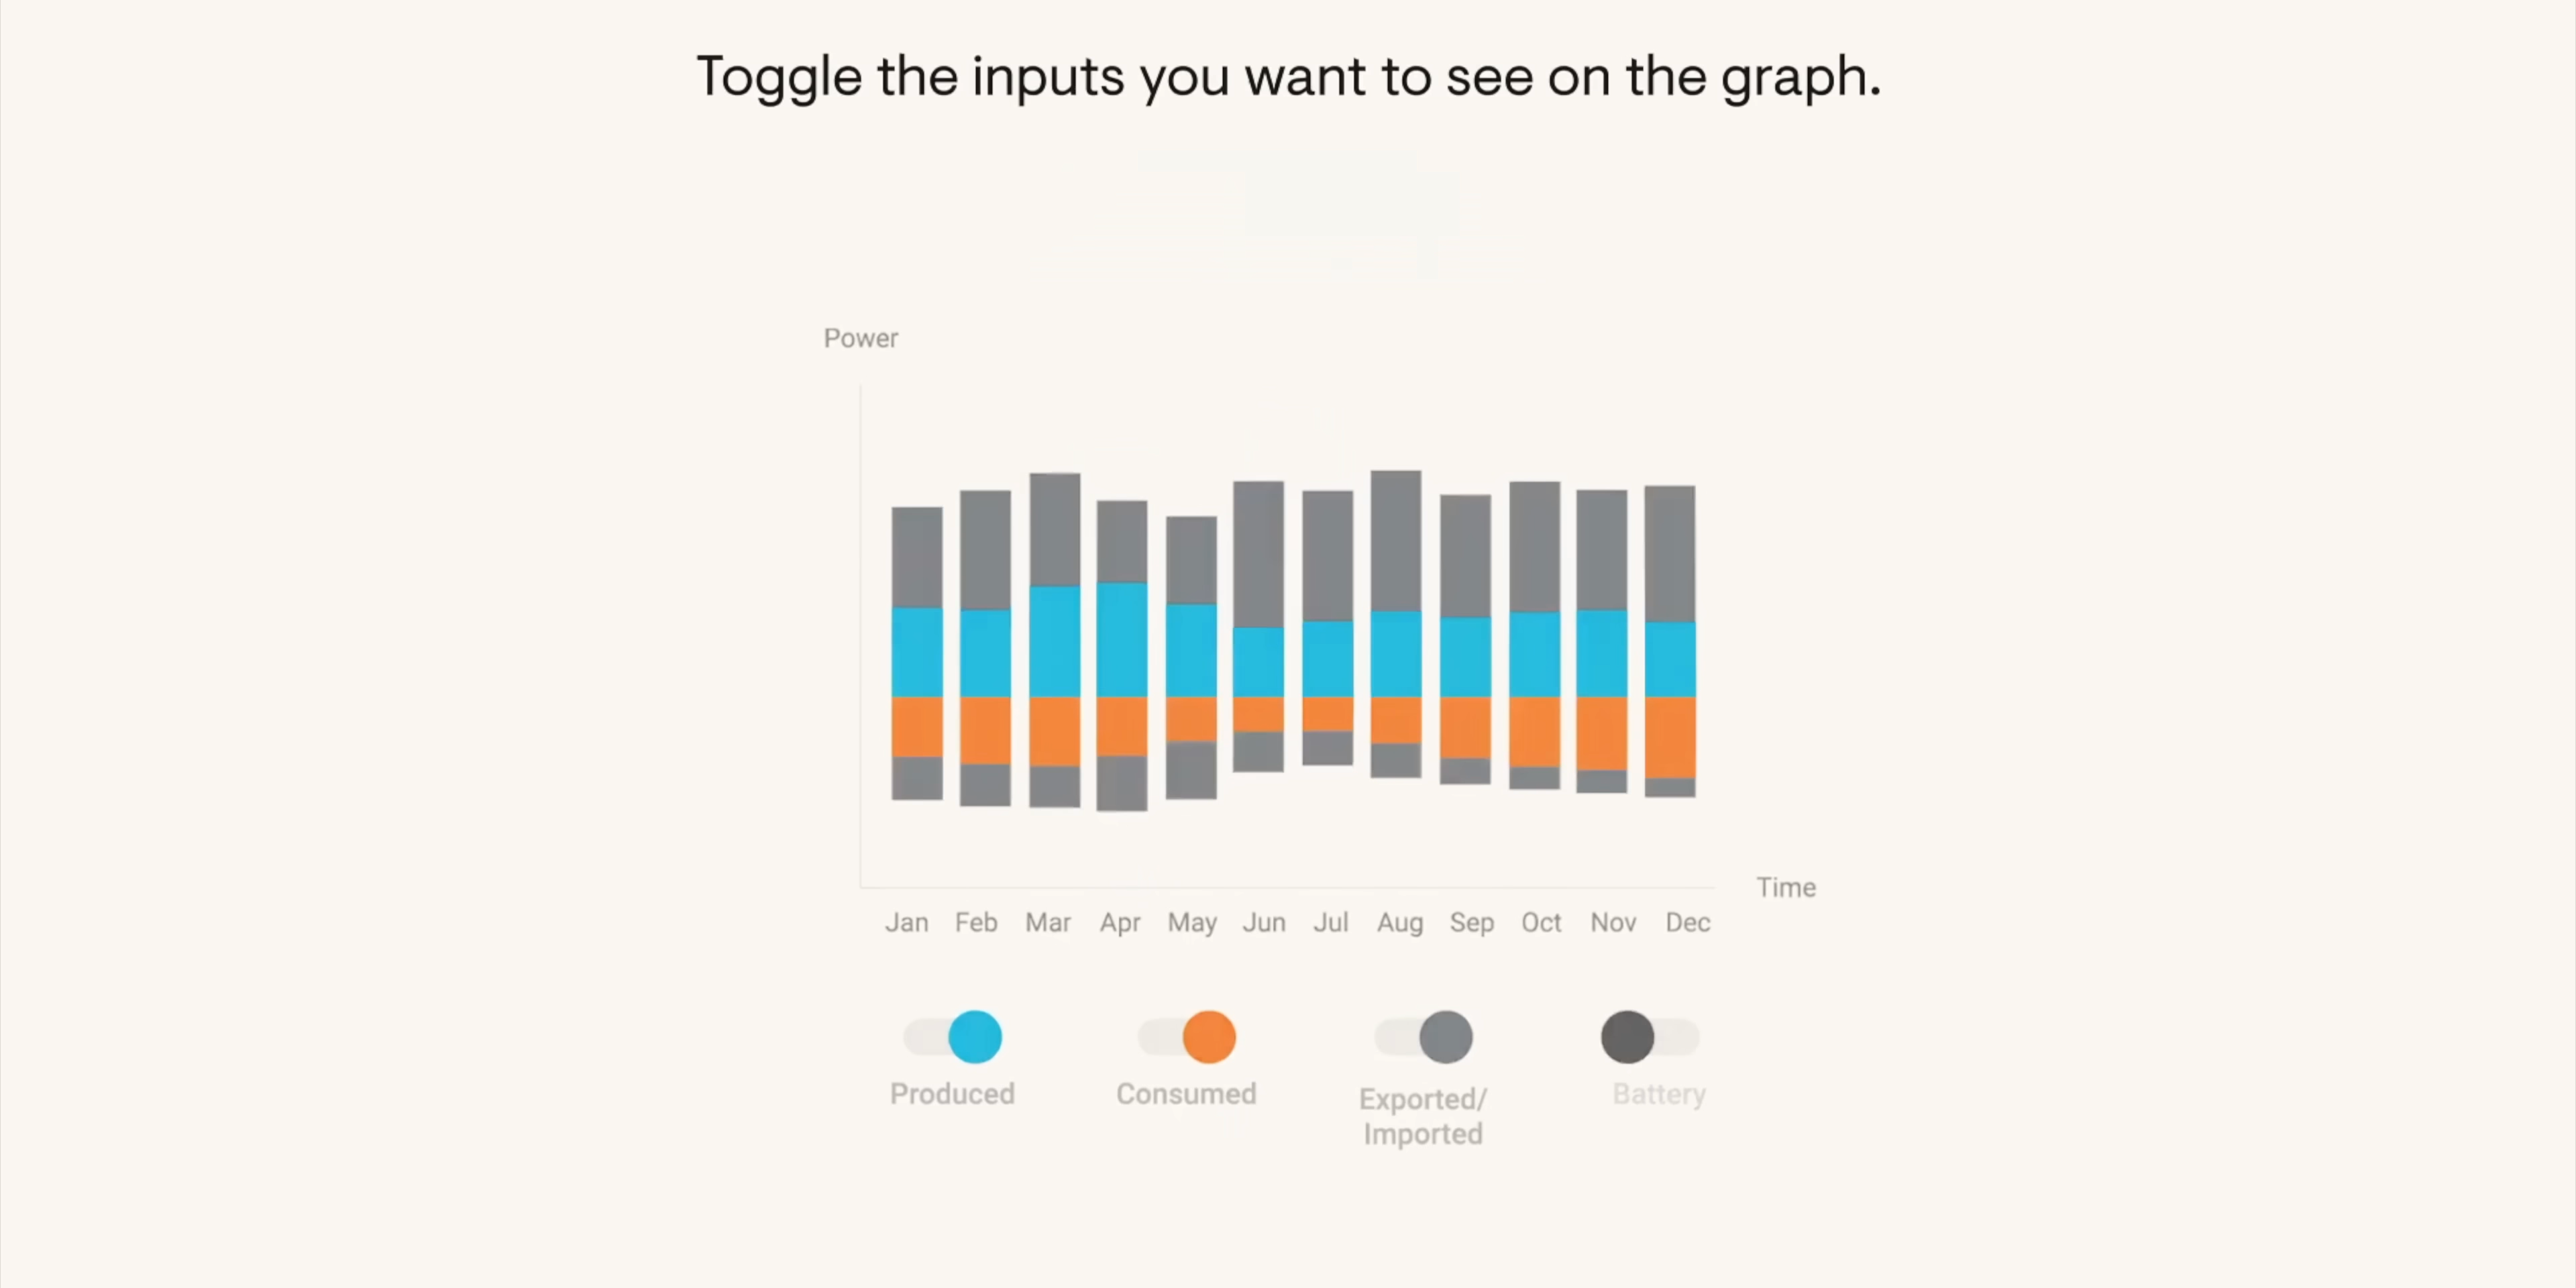 Toggle the inputs you want to see on the graph.
Power
Time
Jan Feb Mar Apr May Jun Jul Aug Sep Oct Nov Dec
Produced
Consumed
Exported/
Imported
Battery